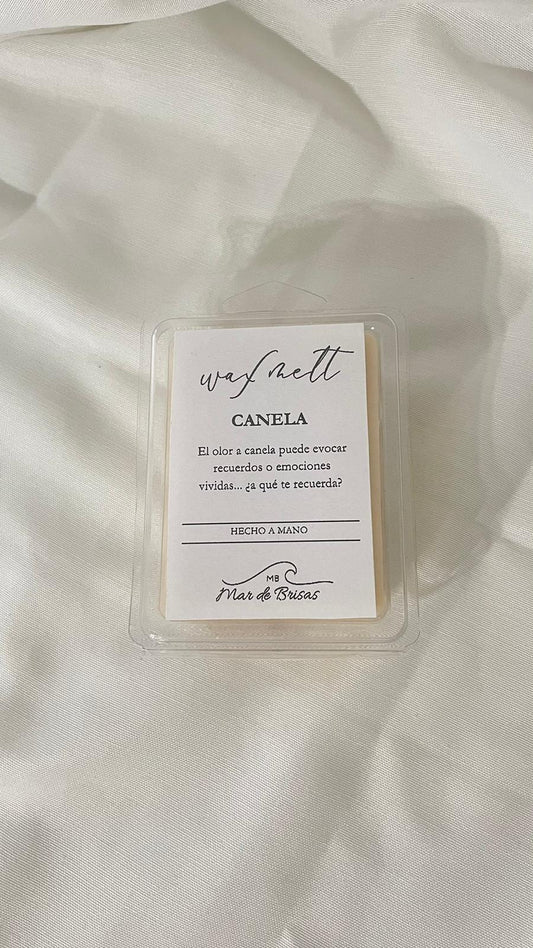 wax melt
CANELA
El olor a canela puede evocar
recuerdos o emociones
vividas... ¿a qué te recuerda?
HECHO A MANO
MB
Mar de Brisas